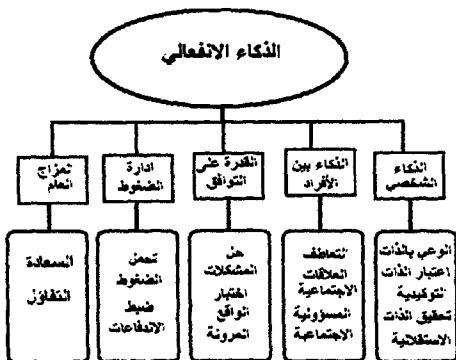 الذكاء الانفعالي
الذكاء
الشخصي
الذكاء بين
الأفراد
القدرة على
التوافق
ادارة
الضغوط
المزاج
العام
الوعي بالذات
اعتبار الذات
التوكيدية
تحقيق الذات
الاستقلالية
التعاطف
العلاقات
الاجتماعية
المسؤولية
الاجتماعية
حل
المشكلات
اختبار
الواقع
المرونة
تحمل
الضغوط
ضبط
الاندفاعات
السعادة
التفاؤل